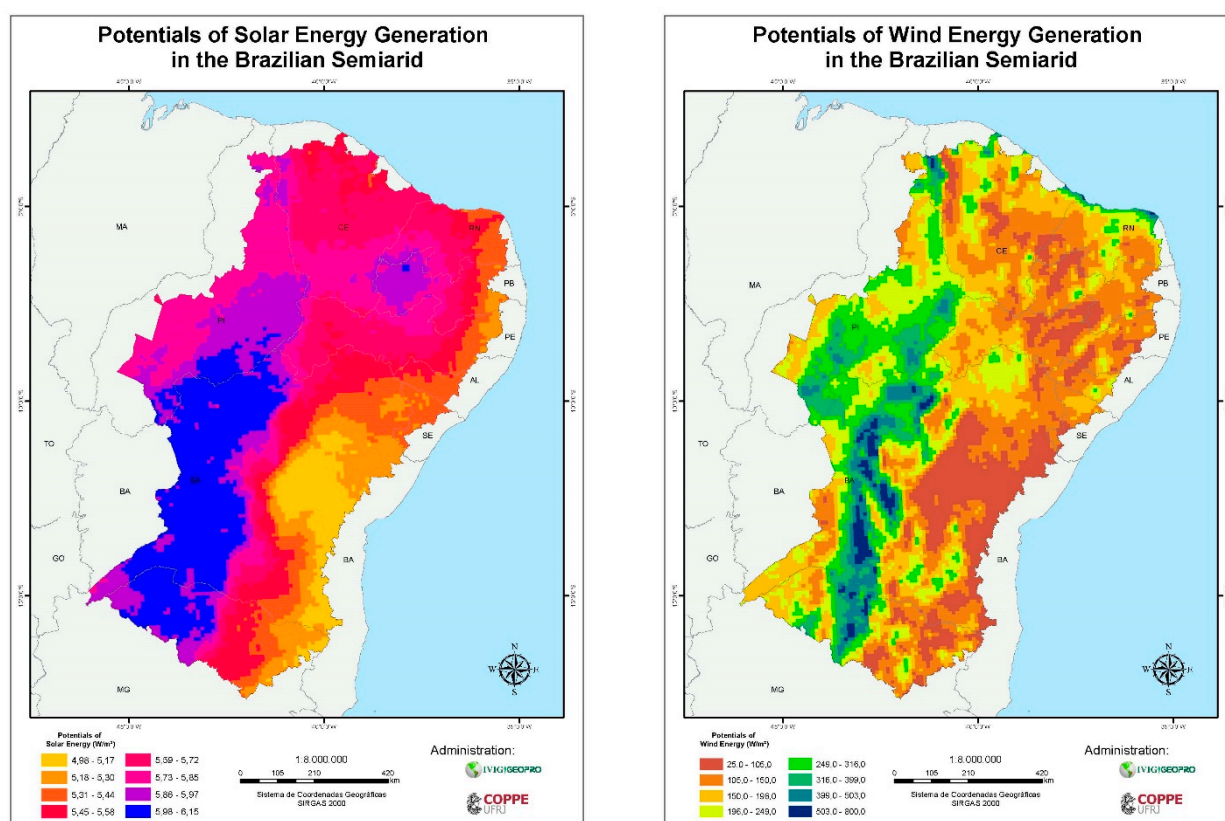 Potentials of Solar Energy Generation
in the Brazilian Semiarid
MA
CE
RN
PB
PI
PE
AL
SE
TO
BA
BA
GO
BA
MG
N
W E
S
Potentials of
Solar Energy (W/m²)
4,98 - 5,17
5,18 - 5,30
5,31 - 5,44
5,45 - 5,58
5,59 - 5,72
5,73 - 5,85
5,86 - 5,97
5,98 - 6,15
1:8.000.000
0 105 210 420
km
Sistema de Coordenadas Geográficas
SIRGAS 2000
Administration:
IVIG/GEOPRO
COPPE
UFRJ
Potentials of Wind Energy Generation
in the Brazilian Semiarid
MA
CE
RN
PB
PI
PE
AL
SE
TO
BA
BA
GO
BA
MG
N
W E
S
Potentials of
Wind Energy (W/m²)
25,0 - 105,0
105,0 - 150,0
150,0 - 196,0
196,0 - 249,0
249,0 - 316,0
316,0 - 399,0
399,0 - 503,0
503,0 - 800,0
1:8.000.000
0 105 210 420
km
Sistema de Coordenadas Geográficas
SIRGAS 2000
Administration:
IVIG/GEOPRO
COPPE
UFRJ